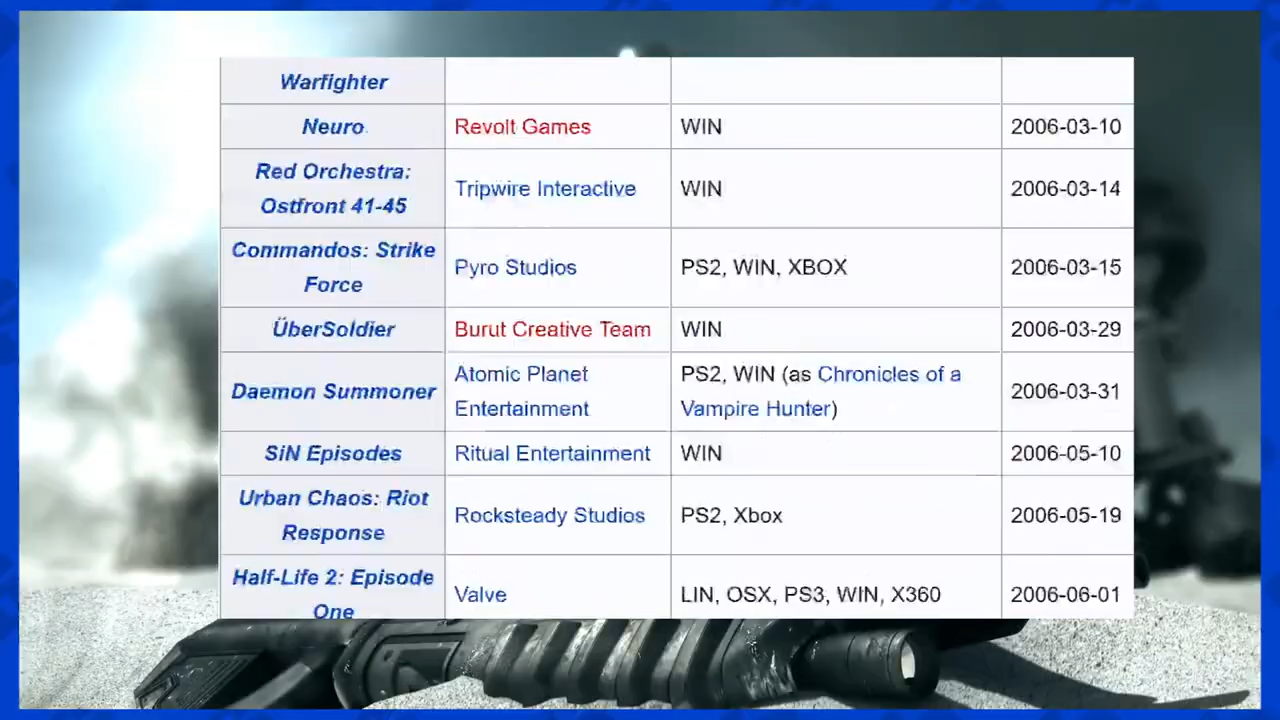 Warfighter
Neuro Revolt Games WIN 2006-03-10
Red Orchestra:
Ostfront 41-45 Tripwire Interactive WIN 2006-03-14
Commandos: Strike
Force Pyro Studios PS2, WIN, XBOX 2006-03-15
ÜberSoldier Burut Creative Team WIN 2006-03-29
Daemon Summoner Atomic Planet
Entertainment PS2, WIN (as Chronicles of a
Vampire Hunter) 2006-03-31
SiN Episodes Ritual Entertainment WIN 2006-05-10
Urban Chaos: Riot
Response Rocksteady Studios PS2, Xbox 2006-05-19
Half-Life 2: Episode
One Valve LIN, OSX, PS3, WIN, X360 2006-06-01